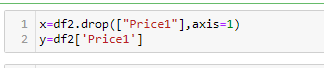 1 x=df2.drop(["Price1"],axis=1)
2 y=df2['Price1']